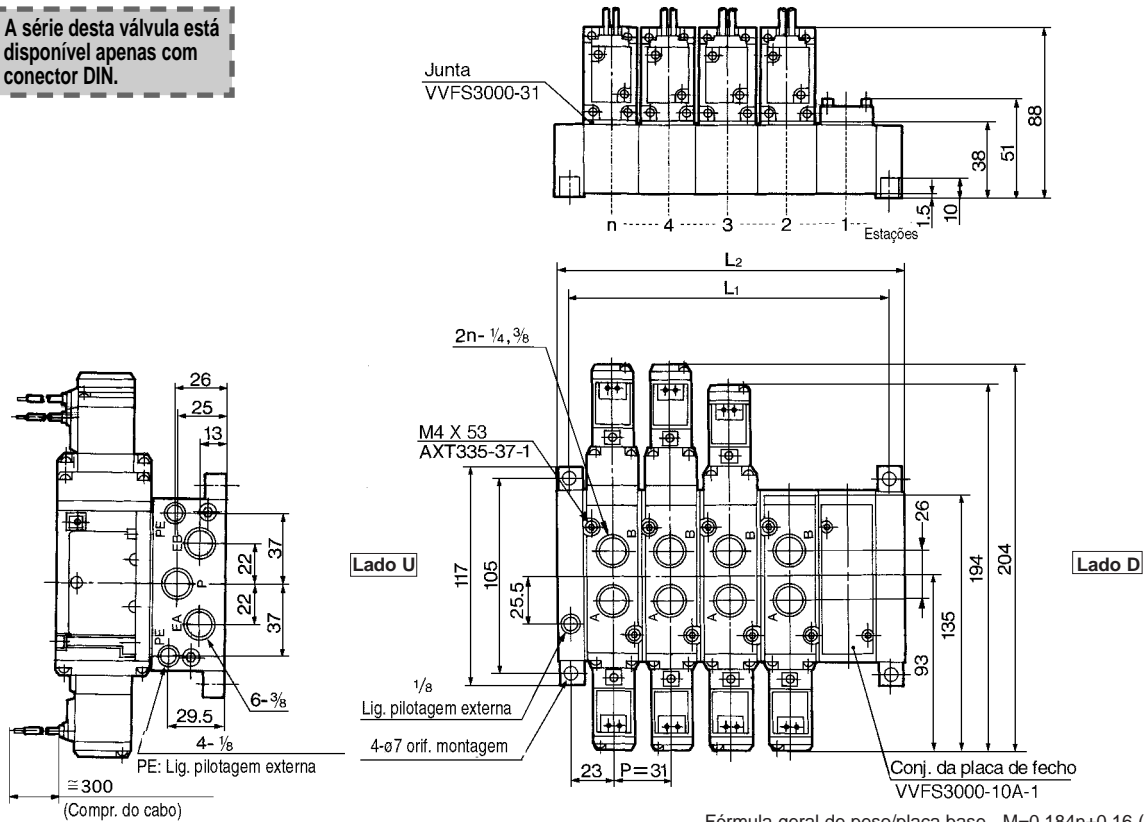 A série desta válvula está
disponível apenas com
conector DIN.
Junta
VVFS3000-31
88
51
38
10
1.5
n 4 3 2 1 Estações
L2
L1
2n- ¼, ⅜
M4 X 53
AXT335-37-1
26
25
13
PE
EB
P
EA
PE
22
22
37
37
6-⅜
29.5
4- ⅛
PE: Lig. pilotagem externa
≅300
(Compr. do cabo)
Lado U
117
105
25.5
B B B B
A A A A
26
194
204
135
93
Lado D
1/8
Lig. pilotagem externa
4-ø7 orif. montagem
23
P=31
Conj. da placa de fecho
VVFS3000-10A-1
Fórmula geral do peso/placa base M=0.184n+0.16 (